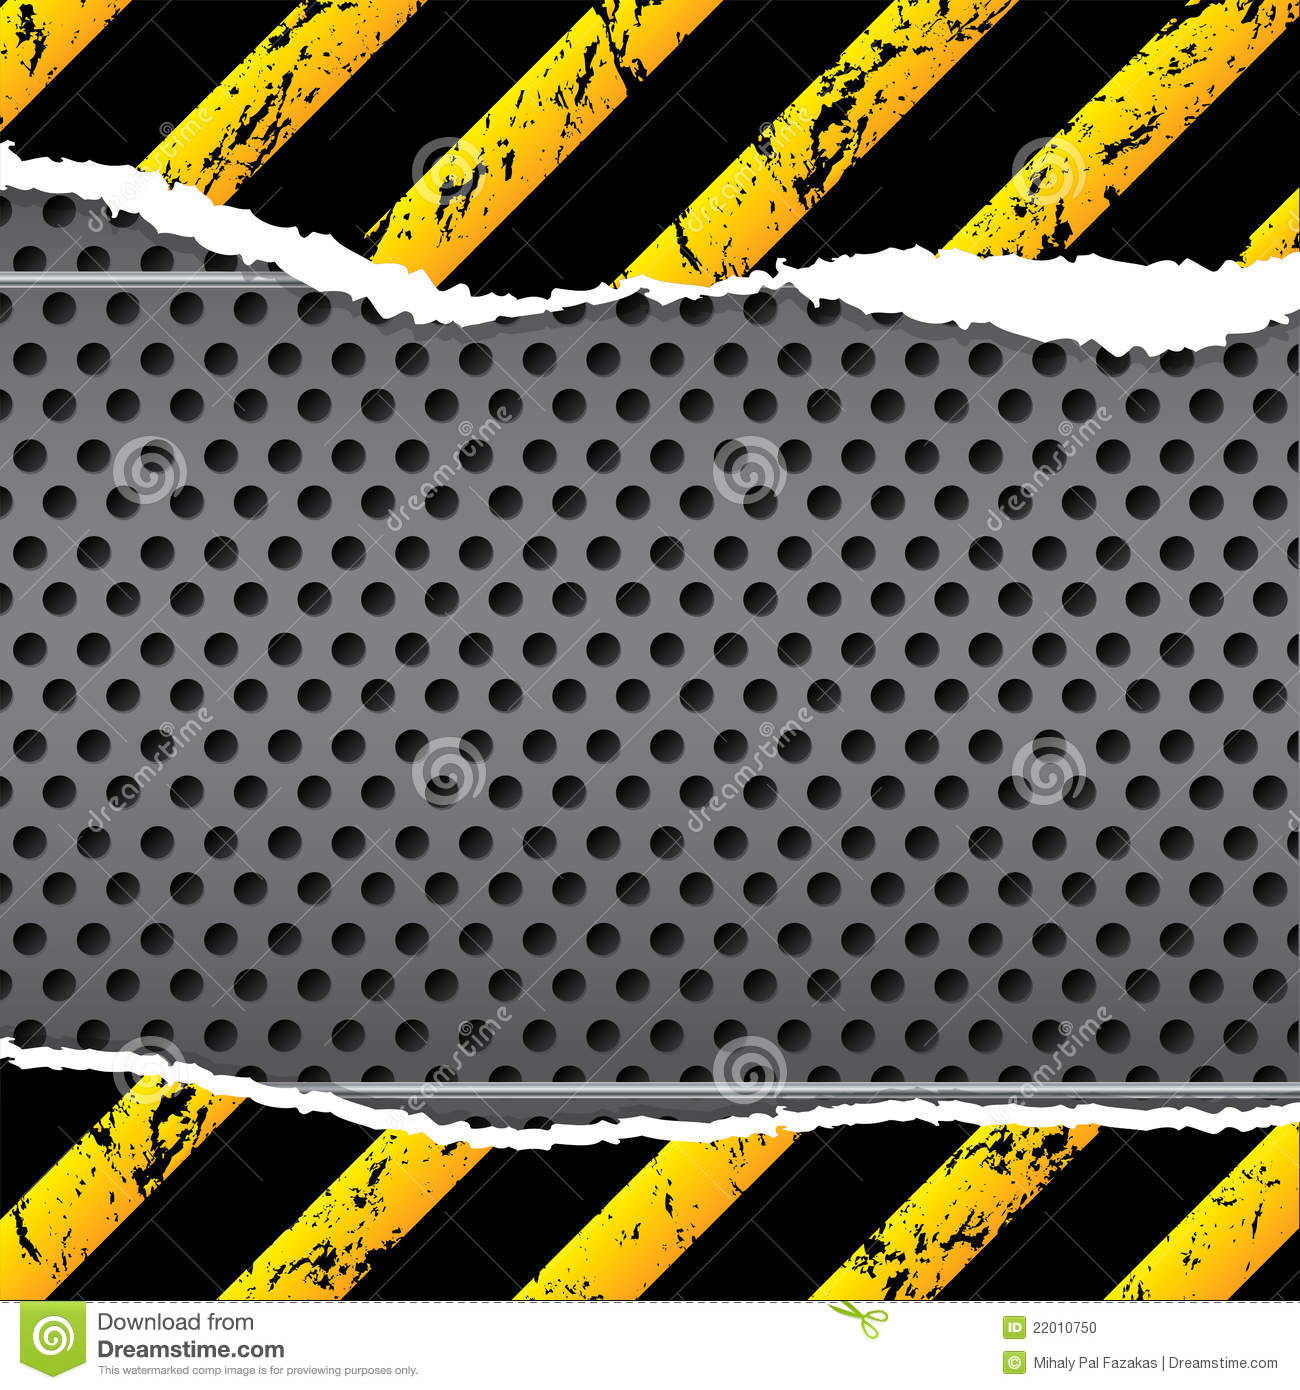 Download from
Dreamstime.com
This watermarked comp image is for previewing purposes only.
ID 22010750
© Mihaly Pal Fazakas | Dreamstime.com
dreamstime
dreamstime
dreamstime
dreamstime
dreamstime
dreamstime
dreamstime
dreamstime
dreamstime